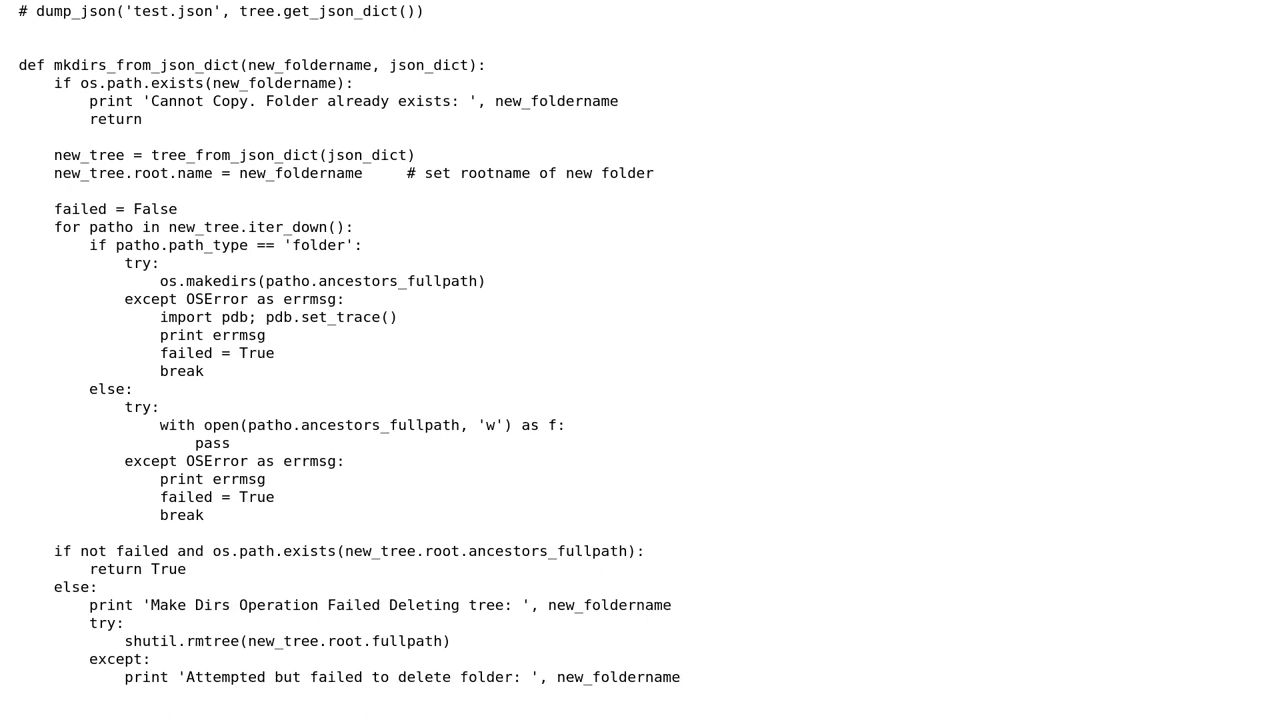 # dump_json('test.json', tree.get_json_dict())


def mkdirs_from_json_dict(new_foldername, json_dict):
    if os.path.exists(new_foldername):
        print 'Cannot Copy. Folder already exists: ', new_foldername
        return

    new_tree = tree_from_json_dict(json_dict)
    new_tree.root.name = new_foldername     # set rootname of new folder

    failed = False
    for patho in new_tree.iter_down():
        if patho.path_type == 'folder':
            try:
                os.makedirs(patho.ancestors_fullpath)
            except OSError as errmsg:
                import pdb; pdb.set_trace()
                print errmsg
                failed = True
                break
        else:
            try:
                with open(patho.ancestors_fullpath, 'w') as f:
                    pass
            except OSError as errmsg:
                print errmsg
                failed = True
                break

    if not failed and os.path.exists(new_tree.root.ancestors_fullpath):
        return True
    else:
        print 'Make Dirs Operation Failed Deleting tree: ', new_foldername
        try:
            shutil.rmtree(new_tree.root.fullpath)
        except:
            print 'Attempted but failed to delete folder: ', new_foldername